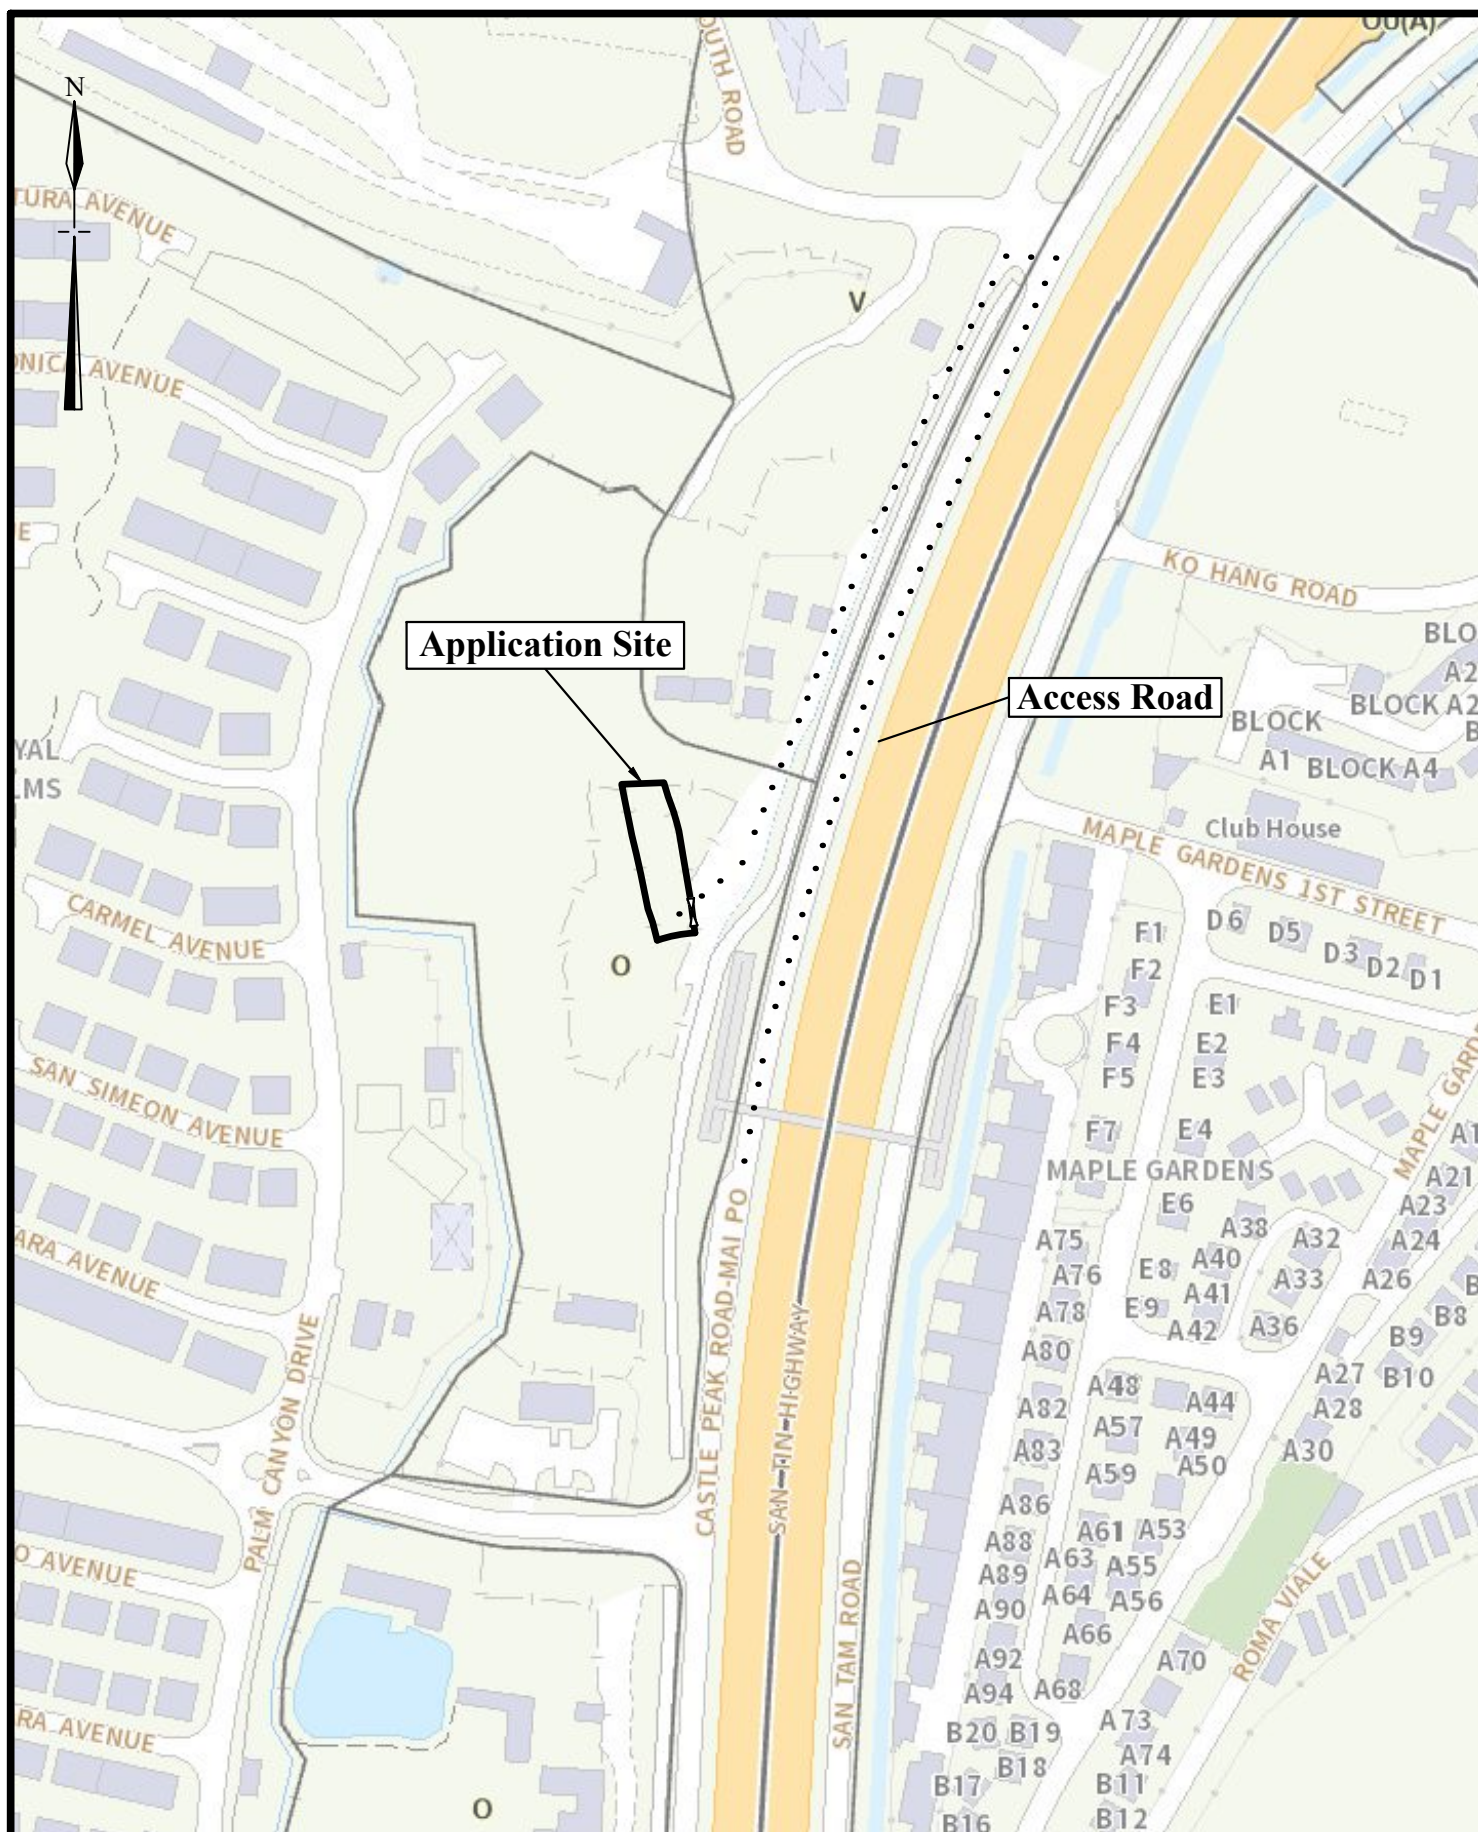 OU(A)
N
OUTH ROAD
TURA AVENUE
V
ONICA AVENUE
E
KO HANG ROAD
Application Site
BLO
A2
Access Road
BLOCK A2
BLOCK
B
YAL
LMS
A1
BLOCK A4
Club House
MAPLE GARDENS 1ST STREET
CARMEL AVENUE
F1
D6
D5
D3
D2
D1
O
F2
F3
E1
F4
E2
F5
E3
SAN SIMEON AVENUE
MAPLE GARD
F7
E4
A1
MAPLE GARDENS
A21
E6
A23
A38
A32
A24
A75
A40
A76
E8
A33
A26
ARA AVENUE
A41
B
A78
E9
B8
A42
A36
B9
A80
PALM CANYON DRIVE
CASTLE PEAK ROAD-MAI PO
SAN TIN HIGHWAY
A27
B10
A48
A44
A28
A82
A57
A49
A83
A50
A30
A59
A86
A61
A53
A88
A63
A55
O AVENUE
A89
A64
A56
A90
SAN TAM ROAD
ROMA VIALE
A66
A92
A70
A94
A68
RA AVENUE
B20
B19
A73
A74
B18
B17
B11
O
B16
B12